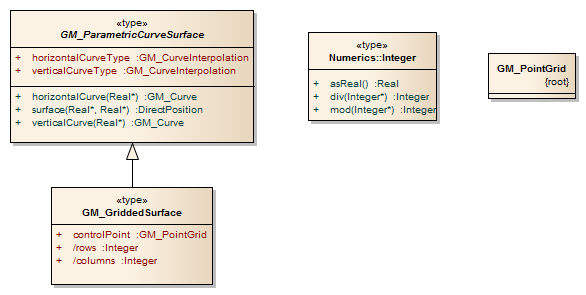 «type»
GM_ParametricCurveSurface
+ horizontalCurveType :GM_CurveInterpolation
+ verticalCurveType :GM_CurveInterpolation
+ horizontalCurve(Real*) :GM_Curve
+ surface(Real*, Real*) :DirectPosition
+ verticalCurve(Real*) :GM_Curve
«type»
Numerics::Integer
+ asReal() :Real
+ div(Integer*) :Integer
+ mod(Integer*) :Integer
GM_PointGrid
{root}
«type»
GM_GriddedSurface
+ controlPoint :GM_PointGrid
+ /rows :Integer
+ /columns :Integer